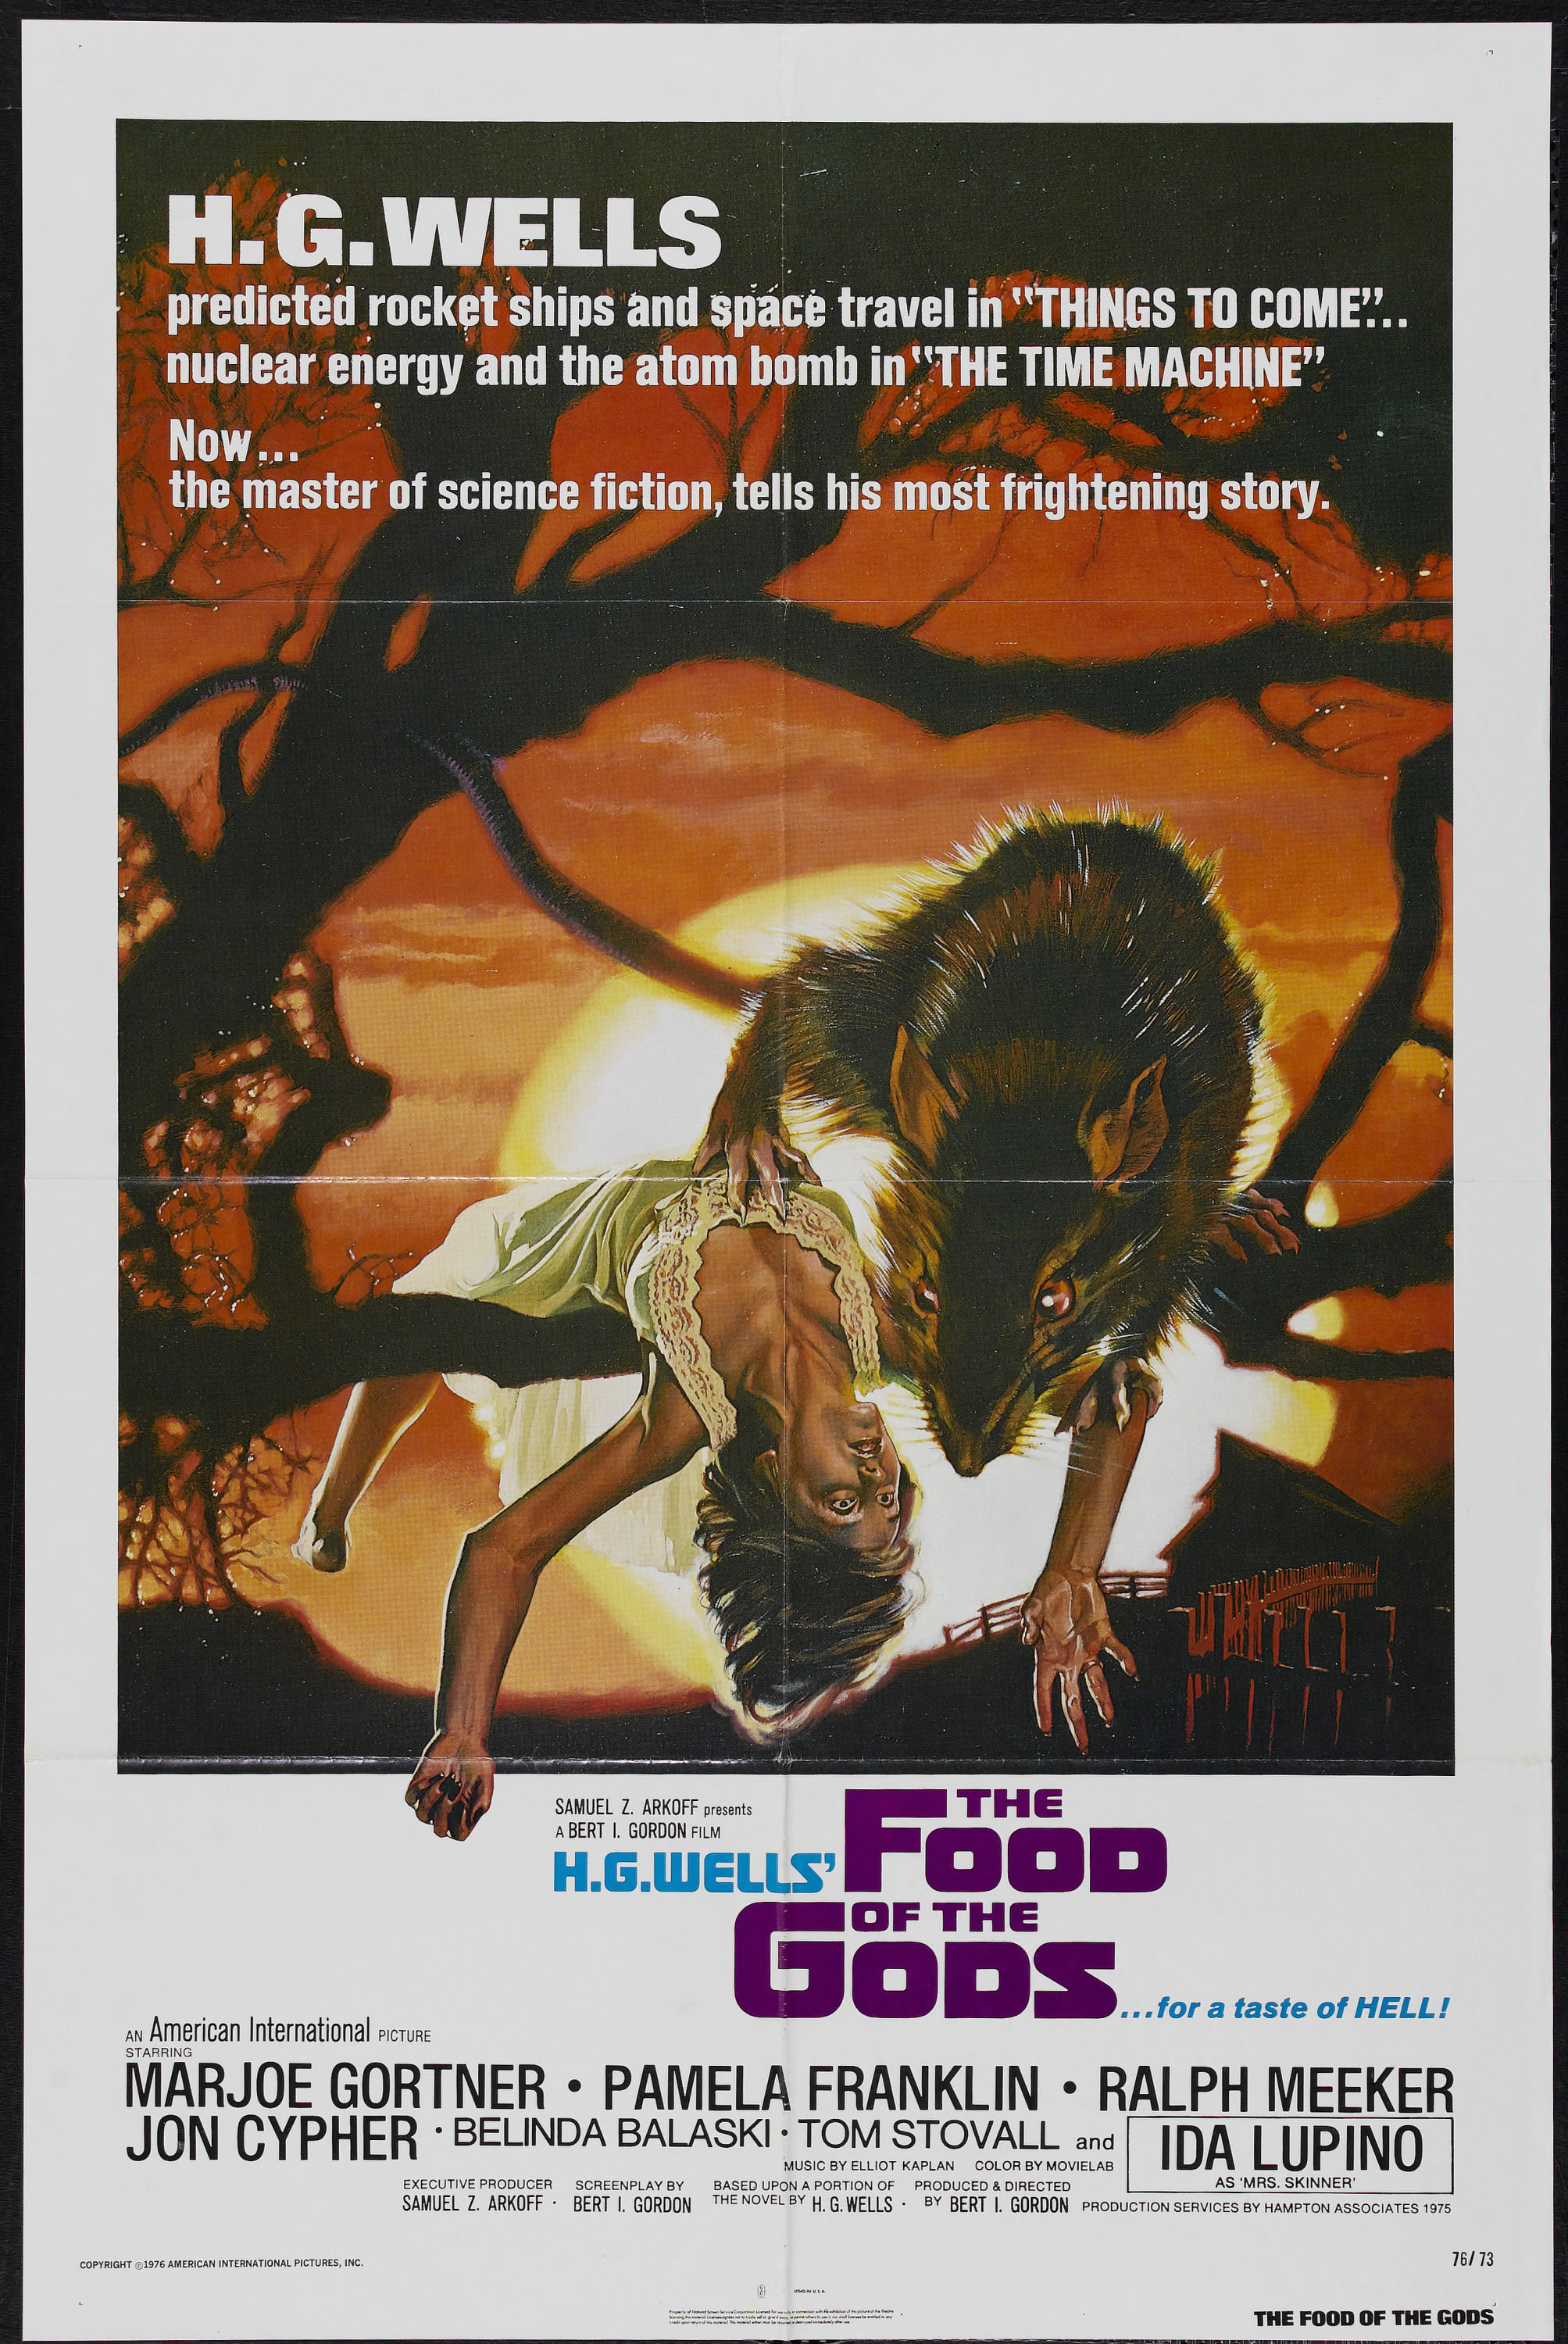 H.G.WELLS
predicted rocket ships and space travel in "THINGS TO COME"...
nuclear energy and the atom bomb in "THE TIME MACHINE"
Now...
the master of science fiction, tells his most frightening story.
SAMUEL Z. ARKOFF presents
A BERT I. GORDON FILM
H.G.WELLS'
THE
FOOD
OF THE
GODS
...for a taste of HELL!
AN American International PICTURE
STARRING
MARJOE GORTNER • PAMELA FRANKLIN • RALPH MEEKER
JON CYPHER • BELINDA BALASKI • TOM STOVALL and IDA LUPINO
AS 'MRS. SKINNER'
MUSIC BY ELLIOT KAPLAN COLOR BY MOVIELAB
EXECUTIVE PRODUCER
SAMUEL Z. ARKOFF •
SCREENPLAY BY
BERT I. GORDON
BASED UPON A PORTION OF
THE NOVEL BY H. G. WELLS •
PRODUCED & DIRECTED
BY BERT I. GORDON
PRODUCTION SERVICES BY HAMPTON ASSOCIATES 1975
COPYRIGHT ©1976 AMERICAN INTERNATIONAL PICTURES, INC.
76/73
THE FOOD OF THE GODS